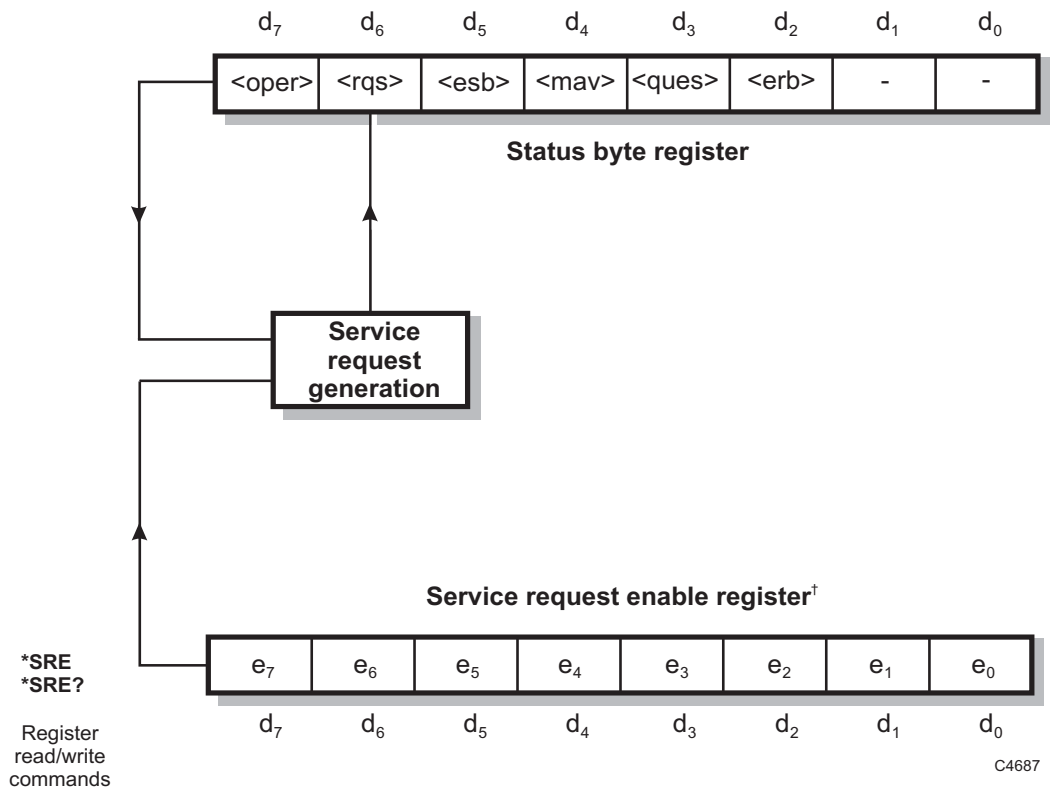 d₇ d₆ d₅ d₄ d₃ d₂ d₁ d₀
<oper> <rqs> <esb> <mav> <ques> <erb> - -
Status byte register
Service
request
generation
Service request enable register†
*SRE
*SRE?
e₇ e₆ e₅ e₄ e₃ e₂ e₁ e₀
d₇ d₆ d₅ d₄ d₃ d₂ d₁ d₀
Register
read/write
commands
C4687